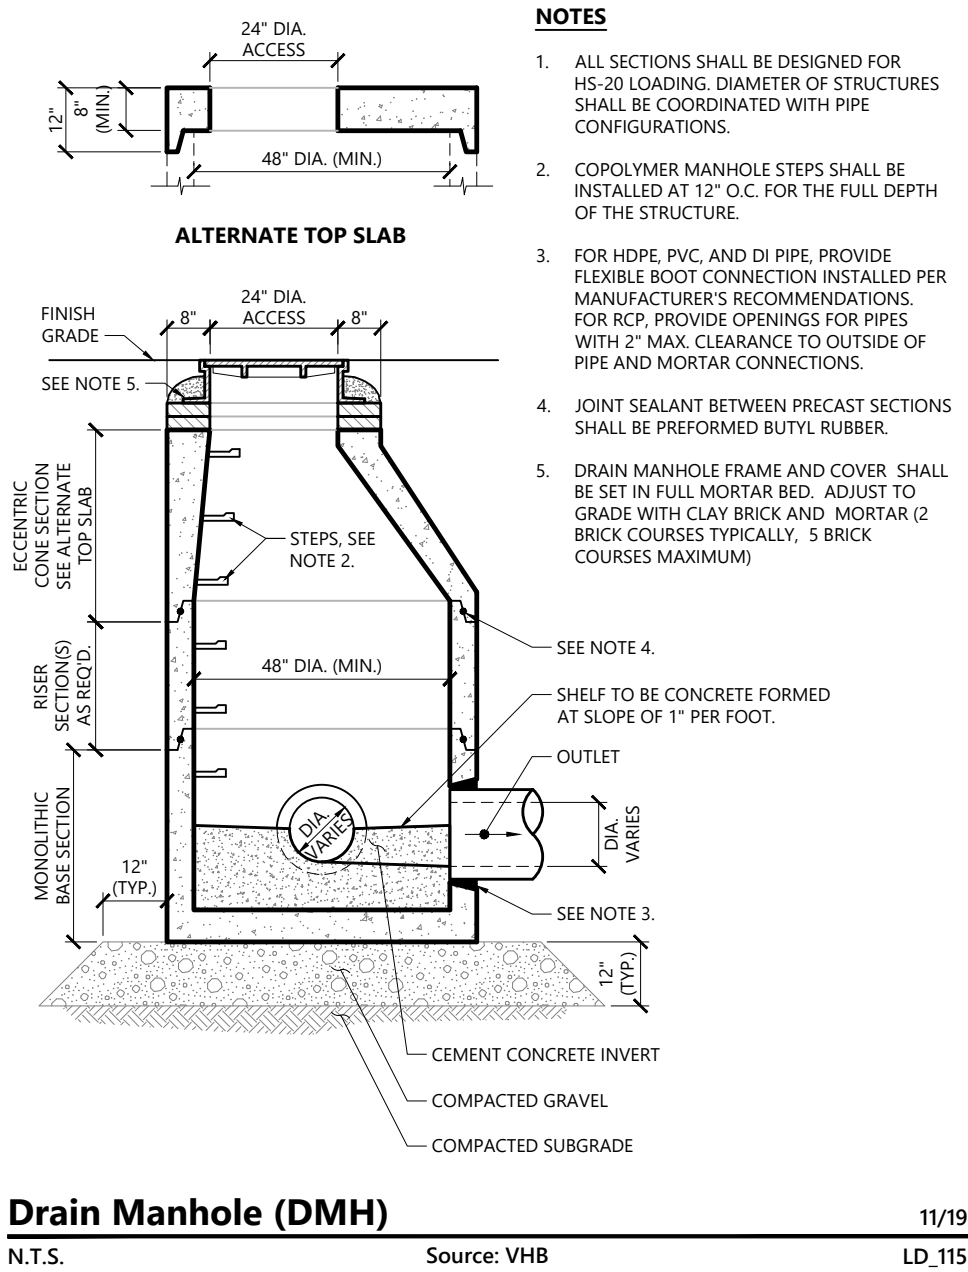 24" DIA.
ACCESS
12"
8"
(MIN.)
48" DIA. (MIN.)
ALTERNATE TOP SLAB
24" DIA.
ACCESS
8"
8"
FINISH
GRADE
SEE NOTE 5.
ECCENTRIC
CONE SECTION
SEE ALTERNATE
TOP SLAB
STEPS, SEE
NOTE 2.
RISER
SECTION(S)
AS REQ'D.
48" DIA. (MIN.)
SEE NOTE 4.
SHELF TO BE CONCRETE FORMED
AT SLOPE OF 1" PER FOOT.
OUTLET
MONOLITHIC
BASE SECTION
DIA.
VARIES
DIA.
VARIES
12"
(TYP.)
SEE NOTE 3.
12"
(TYP.)
CEMENT CONCRETE INVERT
COMPACTED GRAVEL
COMPACTED SUBGRADE
NOTES
1. ALL SECTIONS SHALL BE DESIGNED FOR
HS-20 LOADING. DIAMETER OF STRUCTURES
SHALL BE COORDINATED WITH PIPE
CONFIGURATIONS.
2. COPOLYMER MANHOLE STEPS SHALL BE
INSTALLED AT 12" O.C. FOR THE FULL DEPTH
OF THE STRUCTURE.
3. FOR HDPE, PVC, AND DI PIPE, PROVIDE
FLEXIBLE BOOT CONNECTION INSTALLED PER
MANUFACTURER'S RECOMMENDATIONS.
FOR RCP, PROVIDE OPENINGS FOR PIPES
WITH 2" MAX. CLEARANCE TO OUTSIDE OF
PIPE AND MORTAR CONNECTIONS.
4. JOINT SEALANT BETWEEN PRECAST SECTIONS
SHALL BE PREFORMED BUTYL RUBBER.
5. DRAIN MANHOLE FRAME AND COVER SHALL
BE SET IN FULL MORTAR BED. ADJUST TO
GRADE WITH CLAY BRICK AND MORTAR (2
BRICK COURSES TYPICALLY, 5 BRICK
COURSES MAXIMUM)
Drain Manhole (DMH) 11/19
N.T.S. Source: VHB LD_115